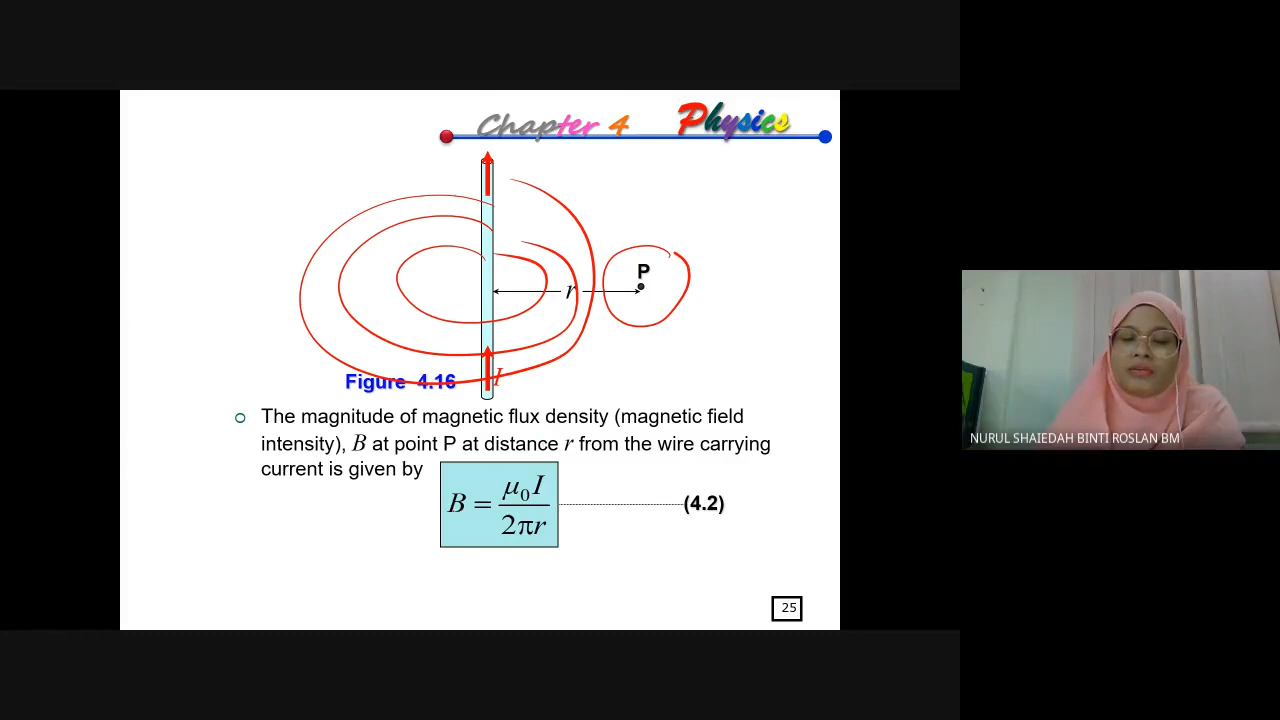 Chapter 4 Physics
P
r
I
Figure 4.16
The magnitude of magnetic flux density (magnetic field
intensity), B at point P at distance r from the wire carrying
current is given by
B = μ₀I / 2πr (4.2)
25
NURUL SHAIEDAH BINTI ROSLAN BM